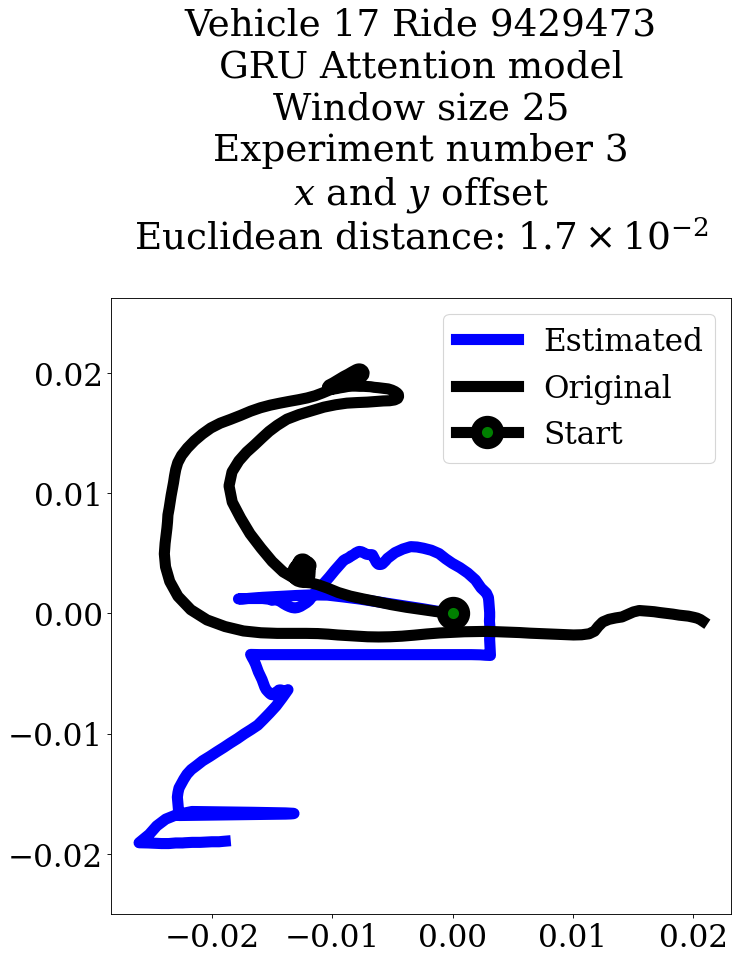 Vehicle 17 Ride 9429473
GRU Attention model
Window size 25
Experiment number 3
x and y offset
Euclidean distance: 1.7 × 10⁻²
Estimated
Original
Start
0.02
0.01
0.00
−0.01
−0.02
−0.02
−0.01
0.00
0.01
0.02